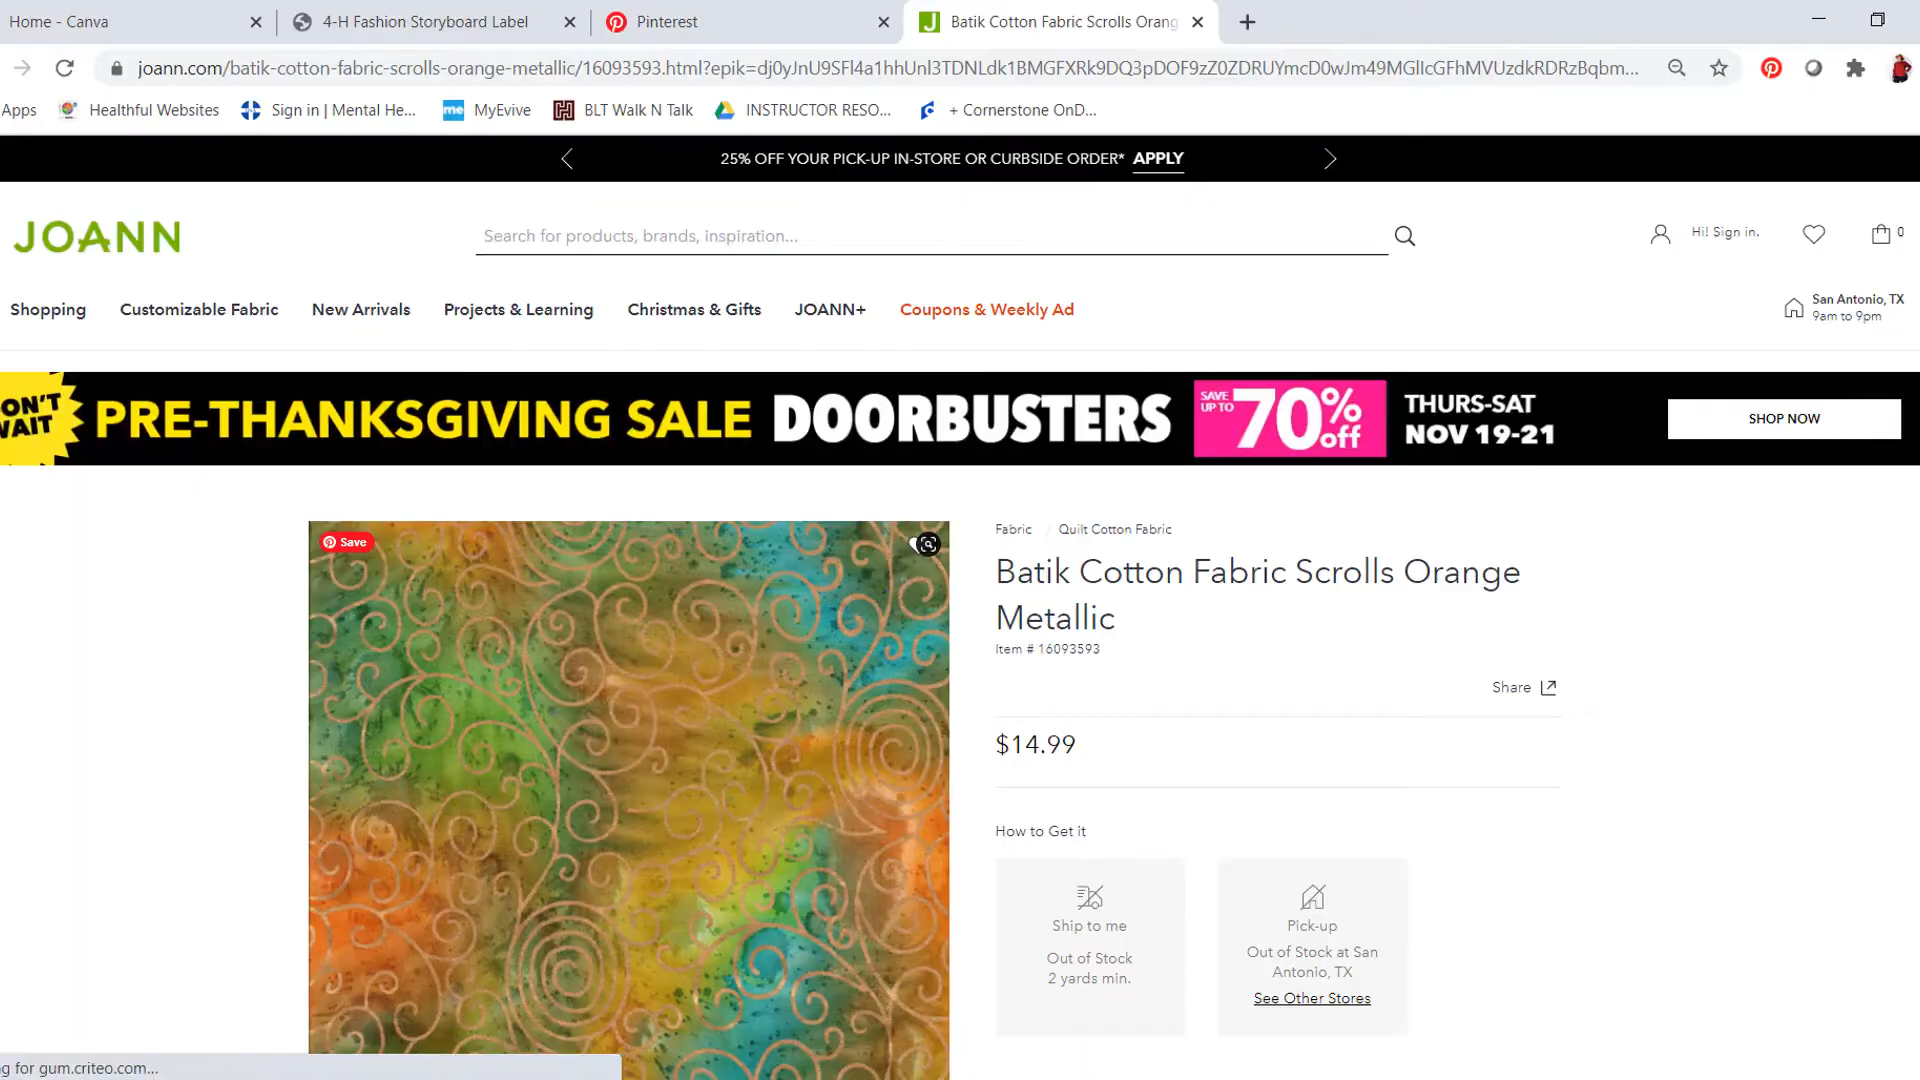 Home - Canva
4-H Fashion Storyboard Label
Pinterest
Batik Cotton Fabric Scrolls Orang
joann.com/batik-cotton-fabric-scrolls-orange-metallic/16093593.html?epik=dj0yJnU9SFl4a1hhUnl3TDNLdk1BMGFXRk9DQ3pDOF9zZ0ZDRUYmcD0wJm49MGllcGFhMVUzdkRDRzBqbm...
Apps
Healthful Websites
Sign in | Mental He...
me
MyEvive
BLT Walk N Talk
INSTRUCTOR RESO...
+ Cornerstone OnD...
25% OFF YOUR PICK-UP IN-STORE OR CURBSIDE ORDER* APPLY
JOANN
Search for products, brands, inspiration...
Hi! Sign in.
0
Shopping
Customizable Fabric
New Arrivals
Projects & Learning
Christmas & Gifts
JOANN+
Coupons & Weekly Ad
San Antonio, TX
9am to 9pm
ON'T
WAIT
PRE-THANKSGIVING SALE DOORBUSTERS
SAVE
UP TO
70%
off
THURS-SAT
NOV 19-21
SHOP NOW
Save
Fabric / Quilt Cotton Fabric
Batik Cotton Fabric Scrolls Orange
Metallic
Item # 16093593
Share
$14.99
How to Get it
Ship to me
Out of Stock
2 yards min.
Pick-up
Out of Stock at San
Antonio, TX
See Other Stores
g for gum.criteo.com...